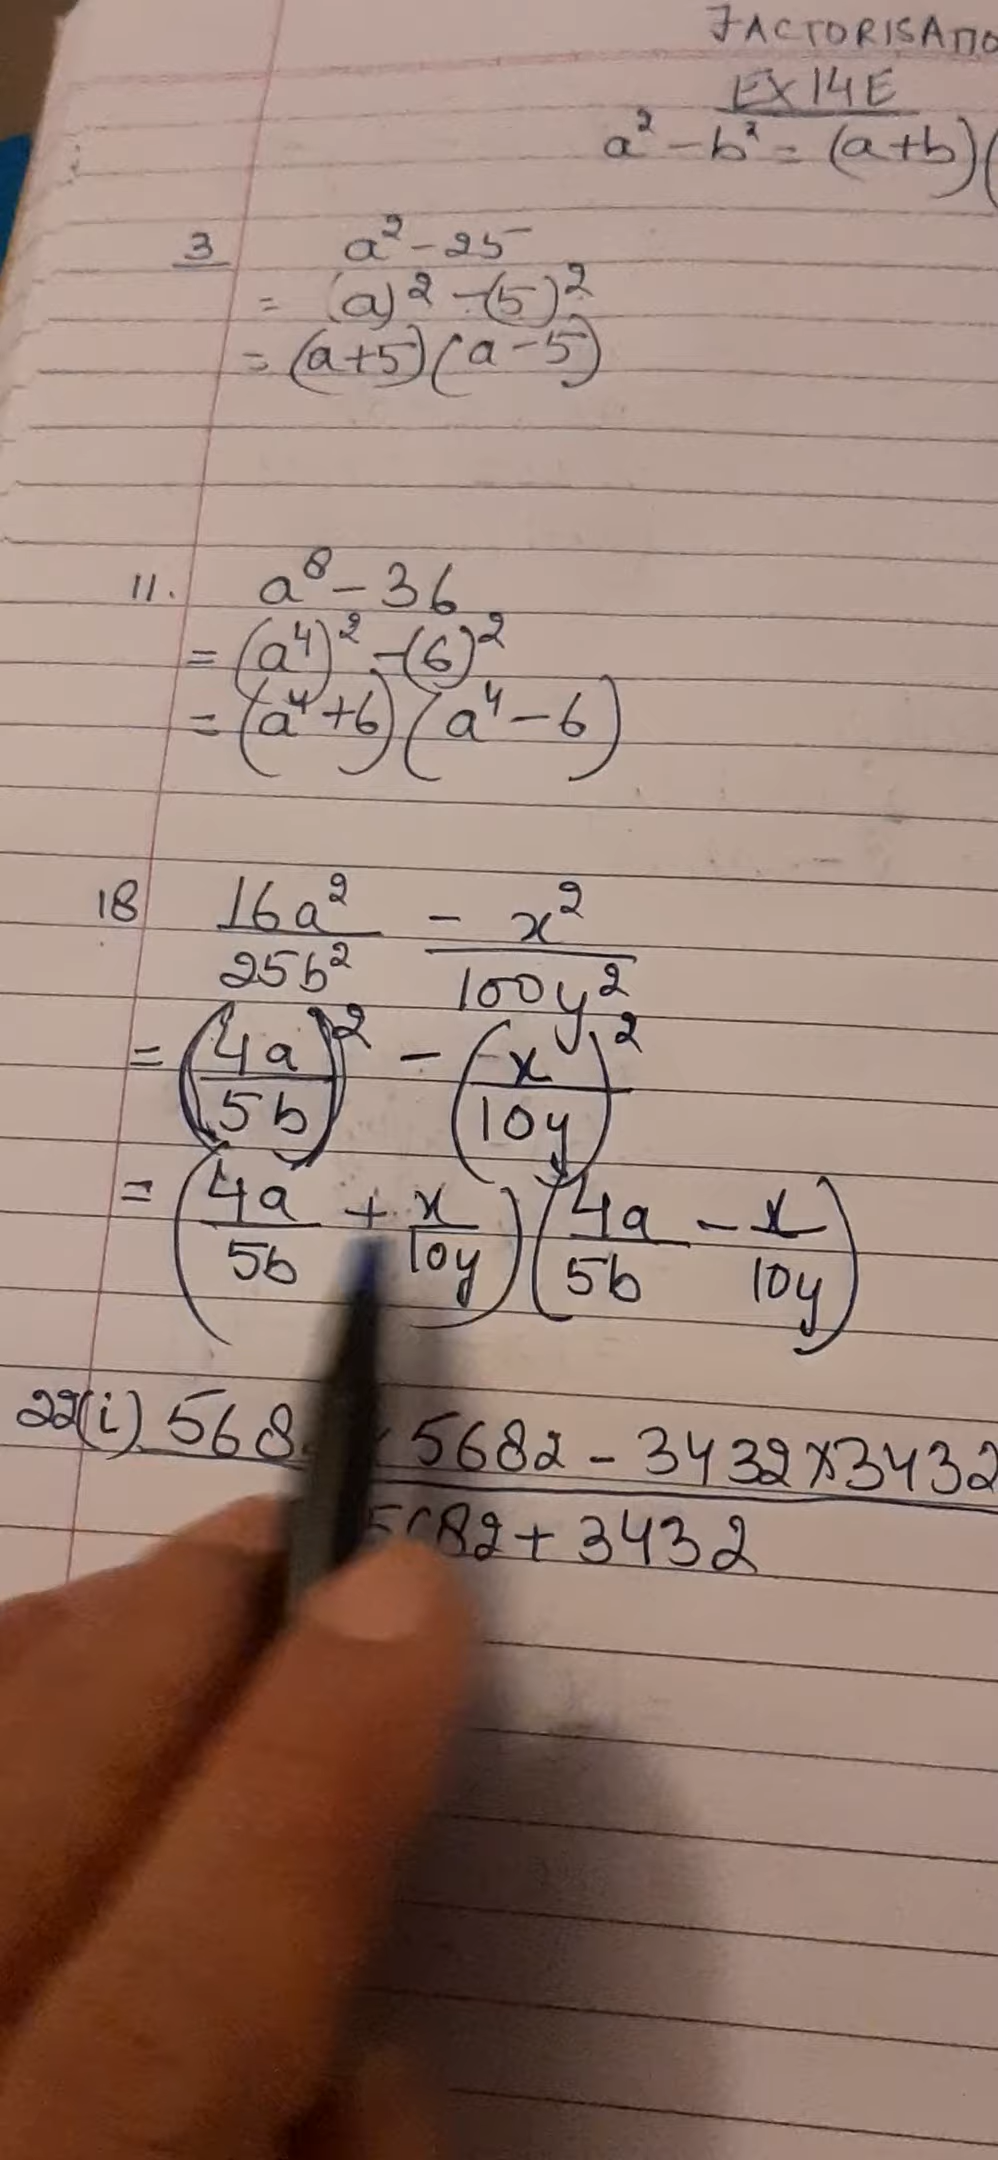 FACTORISATIO
EX 14E
a² - b² = (a+b)(
3 a² - 25
= (a)² - (5)²
= (a+5)(a-5)
11. a⁸ - 36
= (a⁴)² - (6)²
= (a⁴+6)(a⁴-6)
18 16a²/25b² - x²/100y²
= (4a/5b)² - (x/10y)²
= (4a/5b + x/10y)(4a/5b - x/10y)
22(i) 568 5682 - 3432×3432
5682 + 3432